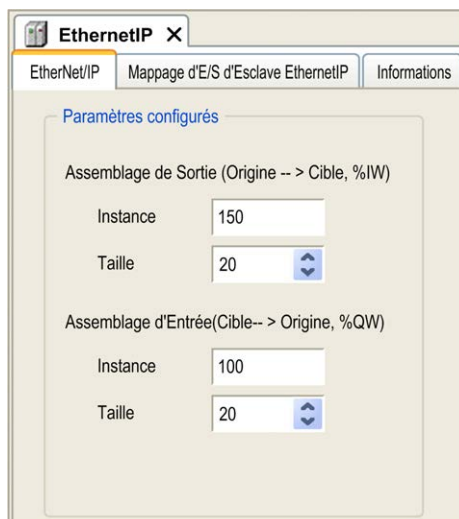 EthernetIP X
EtherNet/IP Mappage d'E/S d'Esclave EthernetIP Informations
Paramètres configurés
Assemblage de Sortie (Origine -- > Cible, %IW)
Instance 150
Taille 20
Assemblage d'Entrée(Cible-- > Origine, %QW)
Instance 100
Taille 20